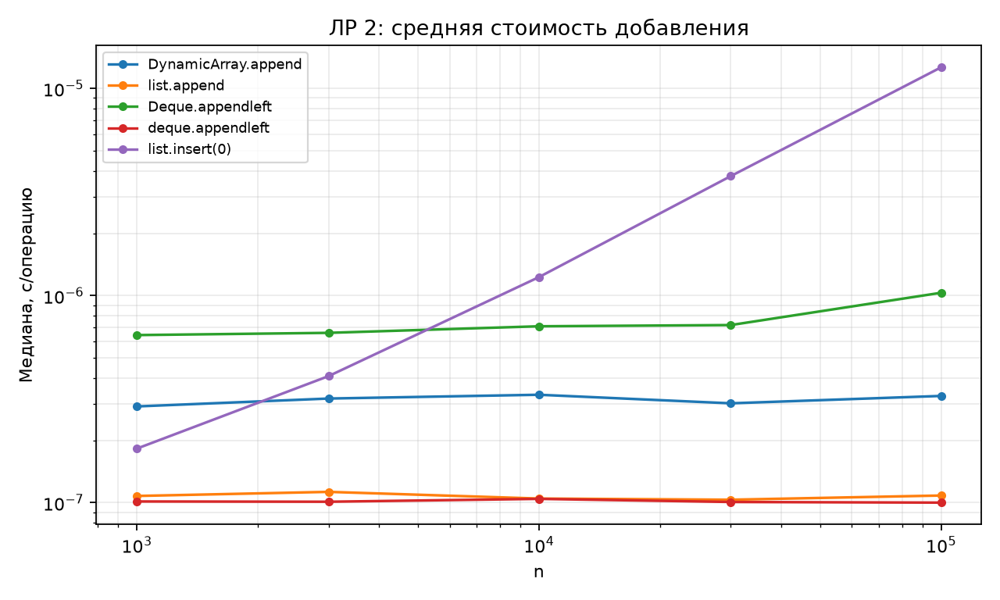 ЛР 2: средняя стоимость добавления
DynamicArray.append
list.append
Deque.appendleft
deque.appendleft
list.insert(0)
Медиана, с/операцию
10⁻⁵
10⁻⁶
10⁻⁷
10³
10⁴
10⁵
n